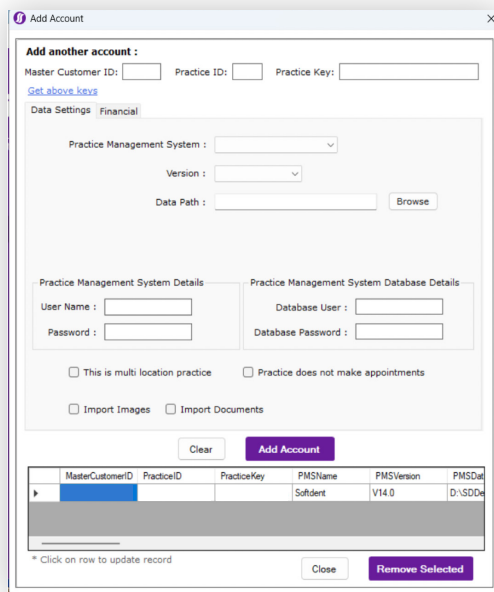 Add Account
Add another account :
Master Customer ID: Practice ID: Practice Key:
Get above keys
Data Settings Financial
Practice Management System :
Version :
Data Path : Browse
Practice Management System Details Practice Management System Database Details
User Name : Database User :
Password : Database Password :
This is multi location practice Practice does not make appointments
Import Images Import Documents
Clear Add Account
MasterCustomerID PracticeID PracticeKey PMSName PMSVersion PMSDat
Softdent V14.0 D:\SDDe
* Click on row to update record
Close Remove Selected